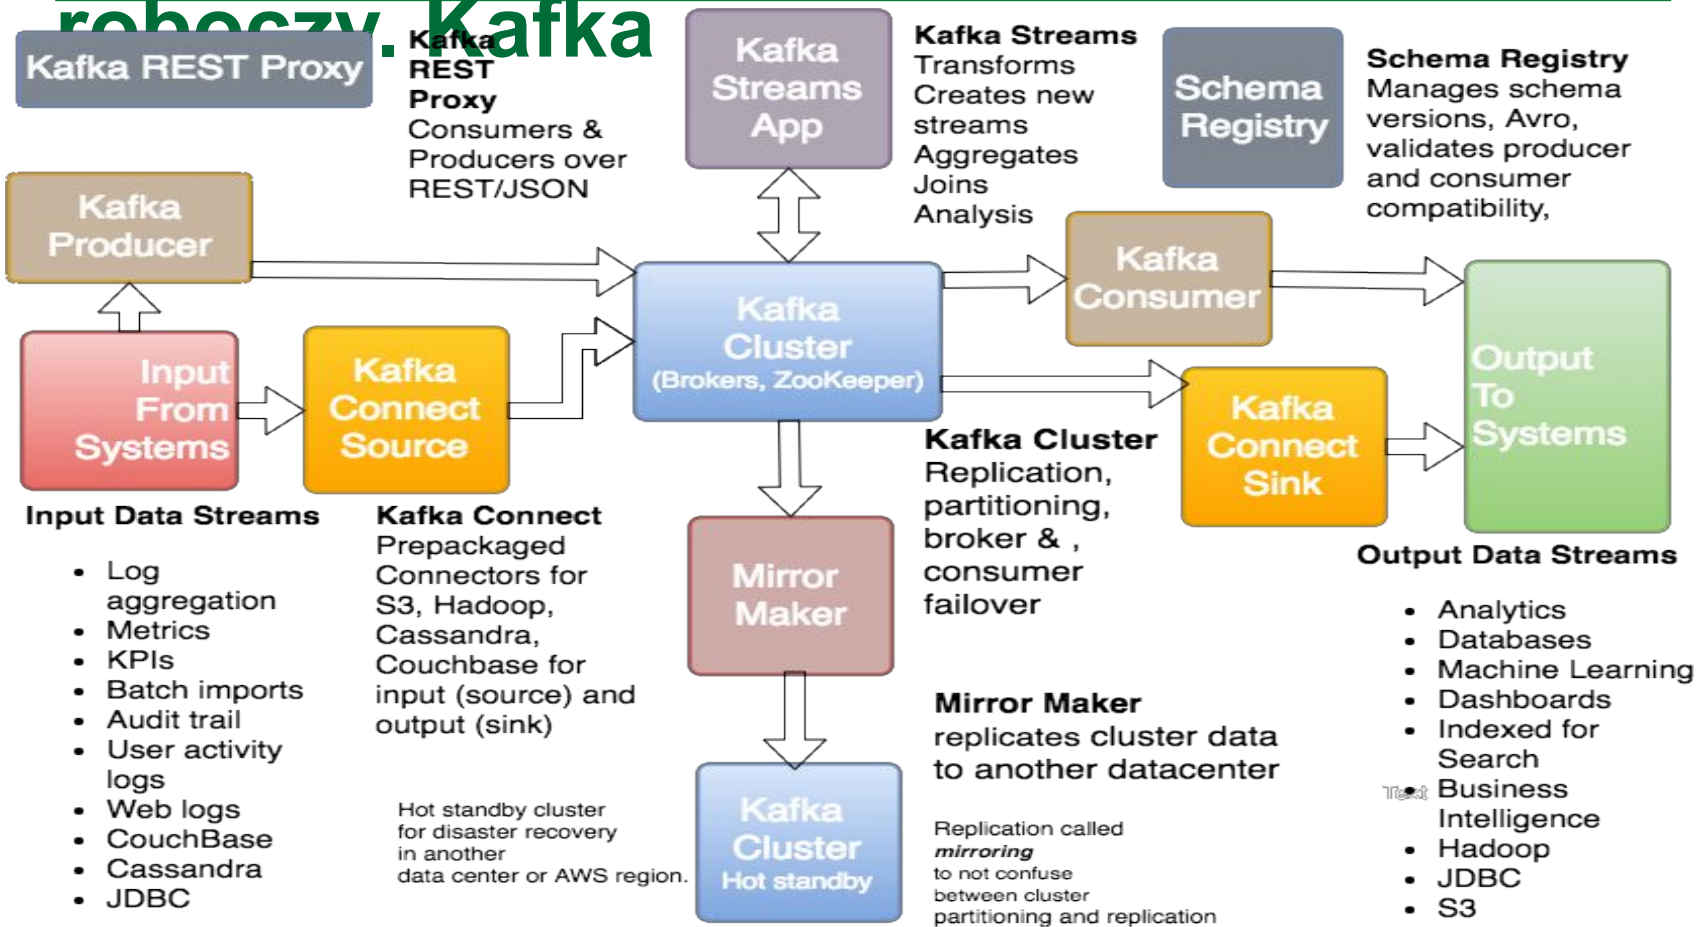 roboczy. Kafka
Kafka REST Proxy
Kafka
REST
Proxy
Consumers &
Producers over
REST/JSON
Kafka
Streams
App
Kafka Streams
Transforms
Creates new
streams
Aggregates
Joins
Analysis
Schema
Registry
Schema Registry
Manages schema
versions, Avro,
validates producer
and consumer
compatibility,
Kafka
Producer
Kafka
Cluster
(Brokers, ZooKeeper)
Kafka
Consumer
Input
From
Systems
Kafka
Connect
Source
Kafka
Connect
Sink
Output
To
Systems
Kafka Cluster
Replication,
partitioning,
broker & ,
consumer
failover
Input Data Streams
• Log
aggregation
• Metrics
• KPIs
• Batch imports
• Audit trail
• User activity
logs
• Web logs
• CouchBase
• Cassandra
• JDBC
Kafka Connect
Prepackaged
Connectors for
S3, Hadoop,
Cassandra,
Couchbase for
input (source) and
output (sink)
Mirror
Maker
Mirror Maker
replicates cluster data
to another datacenter
Hot standby cluster
for disaster recovery
in another
data center or AWS region.
Kafka
Cluster
Hot standby
Replication called
mirroring
to not confuse
between cluster
partitioning and replication
Output Data Streams
• Analytics
• Databases
• Machine Learning
• Dashboards
• Indexed for
Search
Text
• Business
Intelligence
• Hadoop
• JDBC
• S3